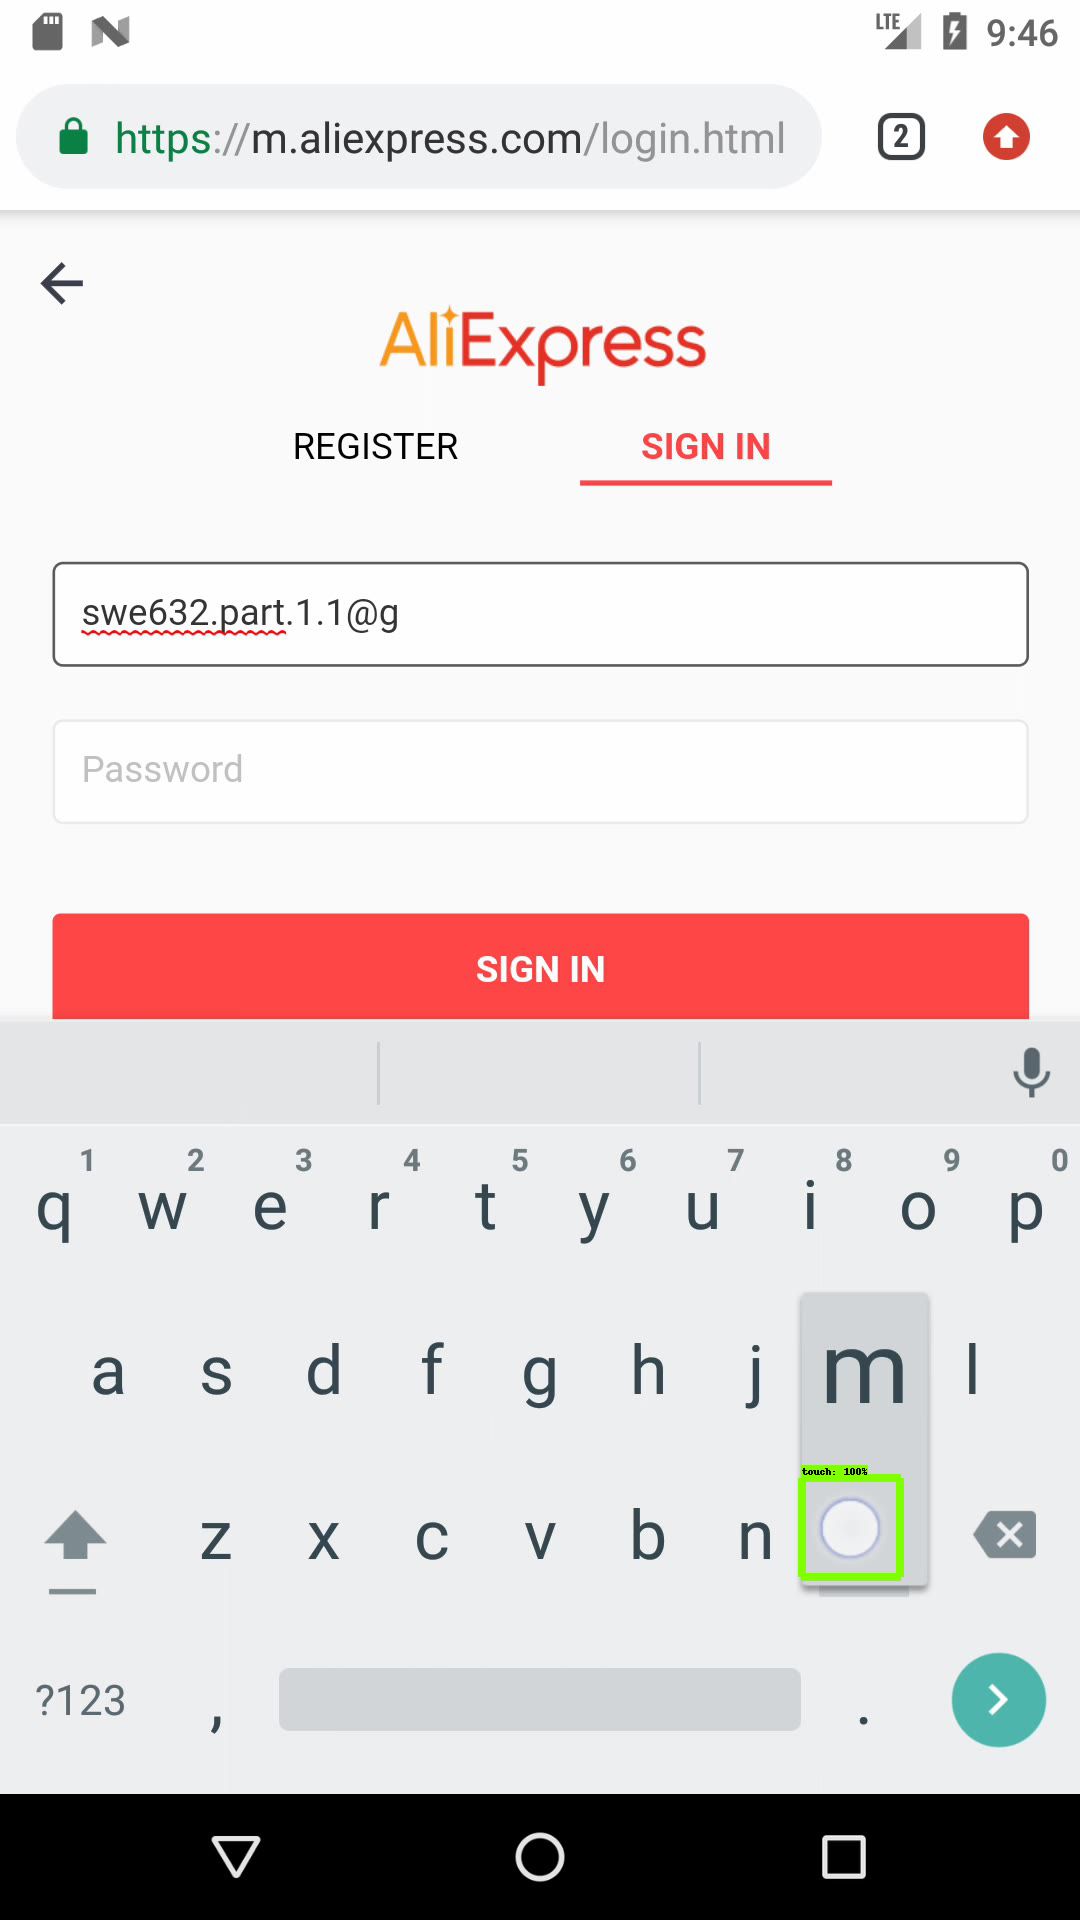 LTE 9:46
https://m.aliexpress.com/login.html 2
AliExpress
REGISTER SIGN IN
swe632.part.1.1@g
Password
SIGN IN
1 2 3 4 5 6 7 8 9 0
q w e r t y u i o p
a s d f g h j m l
touch: 100%
z x c v b n
?123 , .